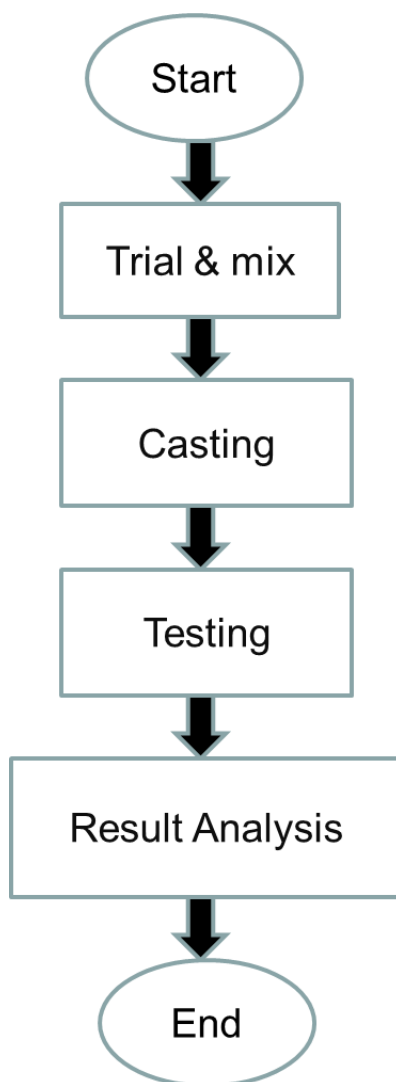 Start
Trial & mix
Casting
Testing
Result Analysis
End